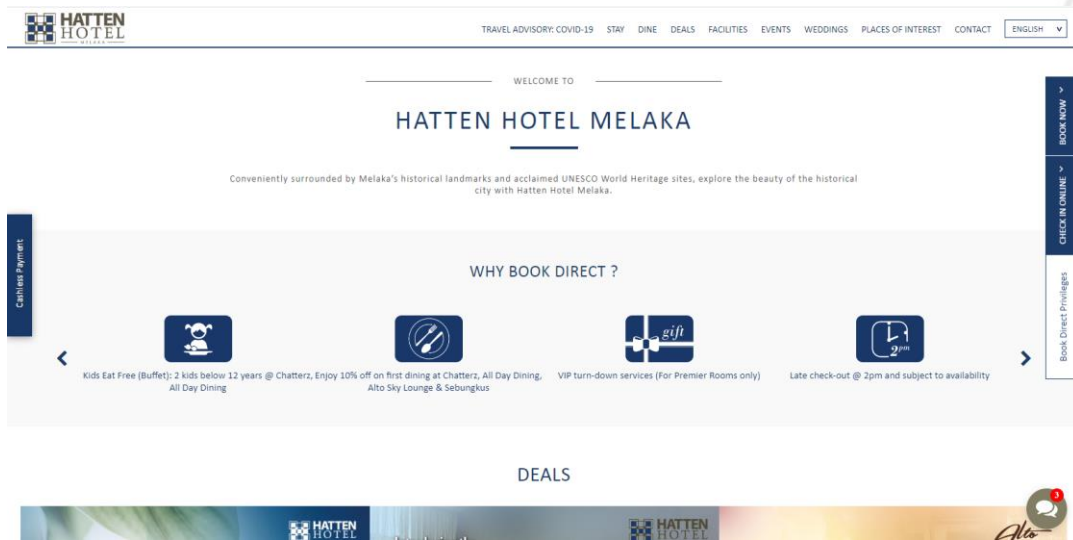 HATTEN
HOTEL
MELAKA
TRAVEL ADVISORY: COVID-19 STAY DINE DEALS FACILITIES EVENTS WEDDINGS PLACES OF INTEREST CONTACT ENGLISH
WELCOME TO
HATTEN HOTEL MELAKA
Conveniently surrounded by Melaka's historical landmarks and acclaimed UNESCO World Heritage sites, explore the beauty of the historical
city with Hatten Hotel Melaka.
BOOK NOW
CHECK IN ONLINE
Book Direct Privileges
Cashless Payment
WHY BOOK DIRECT ?
gift
2pm
Kids Eat Free (Buffet): 2 kids below 12 years @ Chatterz,
All Day Dining
Enjoy 10% off on first dining at Chatterz, All Day Dining,
Alto Sky Lounge & Sebungkus
VIP turn-down services (For Premier Rooms only)
Late check-out @ 2pm and subject to availability
DEALS
3
HATTEN
HOTEL
HATTEN
HOTEL
Alto